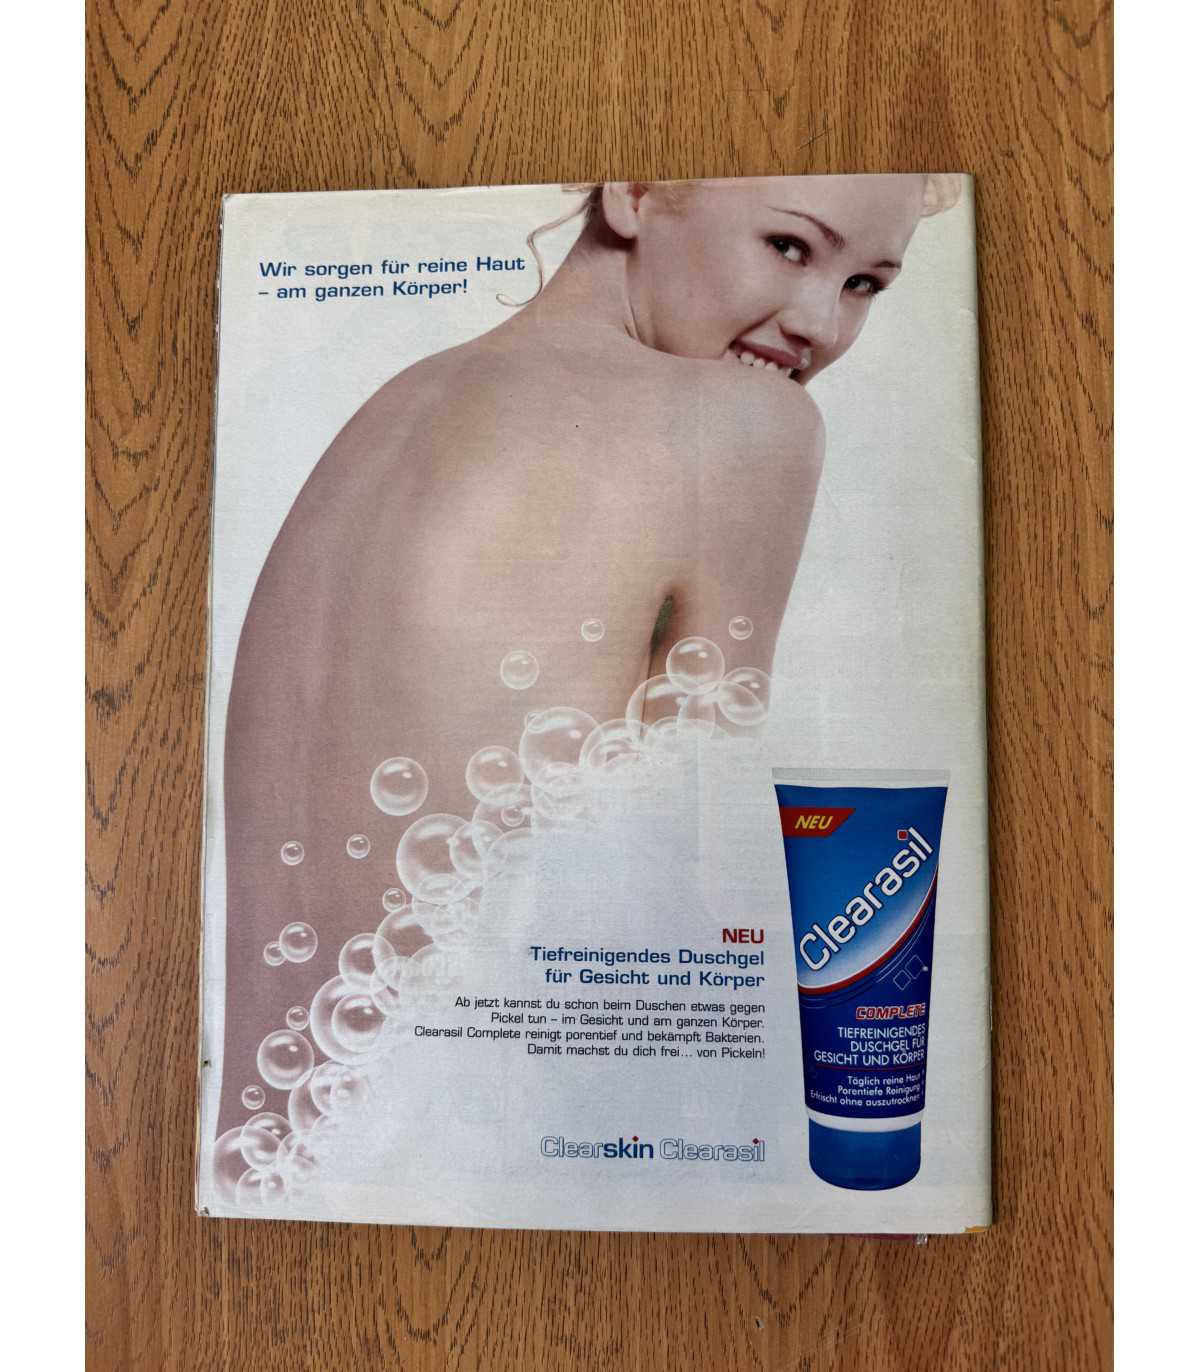 Wir sorgen für reine Haut
– am ganzen Körper!
NEU
Clearasil
COMPLETE
TIEFREINIGENDES
DUSCHGEL FÜR
GESICHT UND KÖRPER
Täglich reine Haut
Porentiefe Reinigung
Erfrischt ohne auszutrocknen
NEU
Tiefreinigendes Duschgel
für Gesicht und Körper
Ab jetzt kannst du schon beim Duschen etwas gegen
Pickel tun – im Gesicht und am ganzen Körper.
Clearasil Complete reinigt porentief und bekämpft Bakterien.
Damit machst du dich frei... von Pickeln!
Clearskin Clearasil